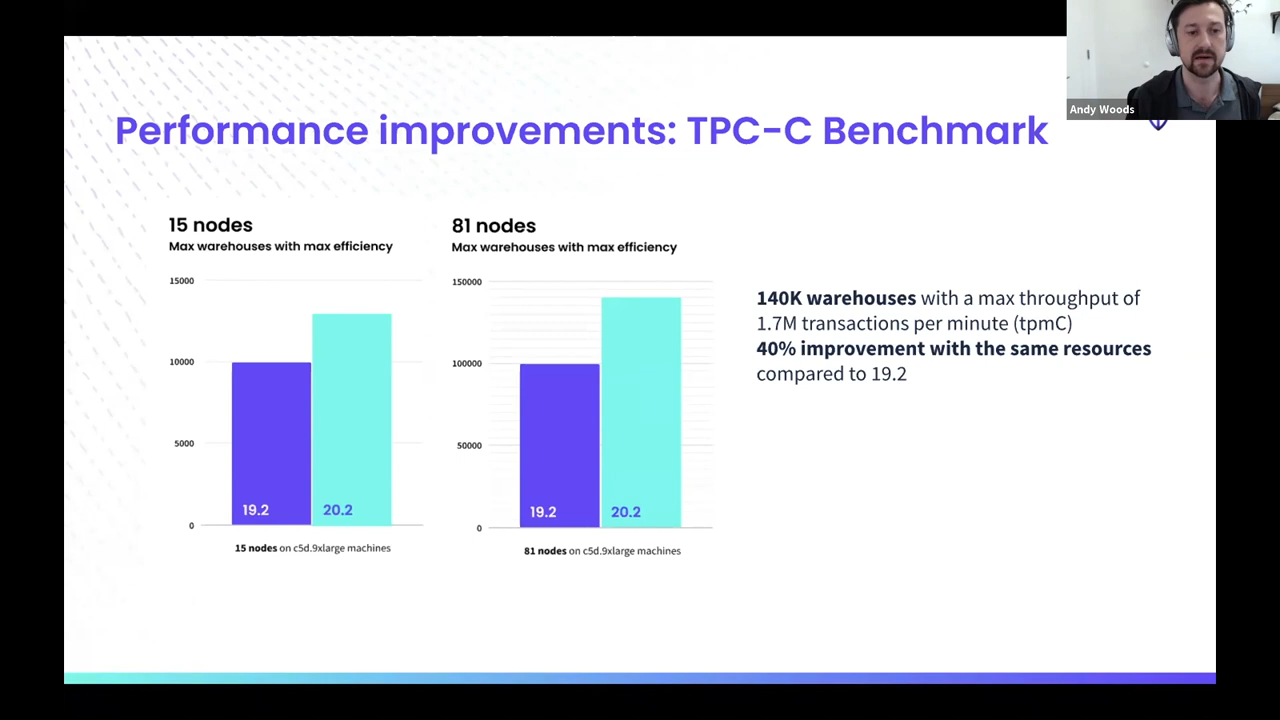 Andy Woods
Performance improvements: TPC-C Benchmark
15 nodes
Max warehouses with max efficiency
15000
10000
5000
0
19.2
20.2
15 nodes on c5d.9xlarge machines
81 nodes
Max warehouses with max efficiency
150000
100000
50000
0
19.2
20.2
81 nodes on c5d.9xlarge machines
140K warehouses with a max throughput of
1.7M transactions per minute (tpmC)
40% improvement with the same resources
compared to 19.2